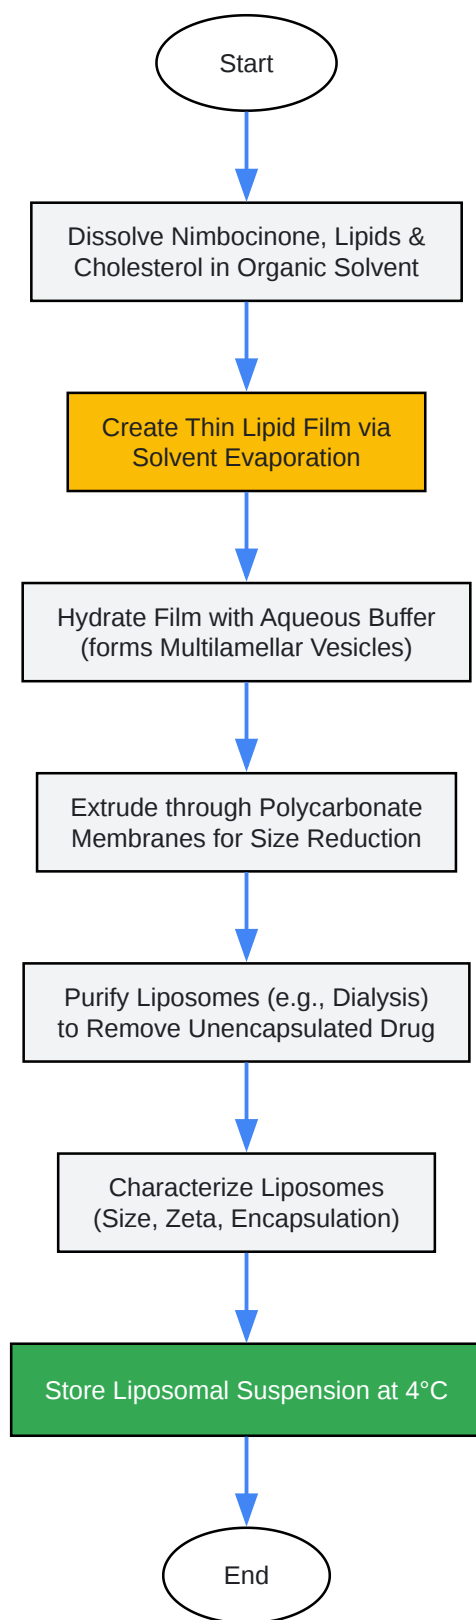 Start
Dissolve Nimbocinone, Lipids &
Cholesterol in Organic Solvent
Create Thin Lipid Film via
Solvent Evaporation
Hydrate Film with Aqueous Buffer
(forms Multilamellar Vesicles)
Extrude through Polycarbonate
Membranes for Size Reduction
Purify Liposomes (e.g., Dialysis)
to Remove Unencapsulated Drug
Characterize Liposomes
(Size, Zeta, Encapsulation)
Store Liposomal Suspension at 4°C
End